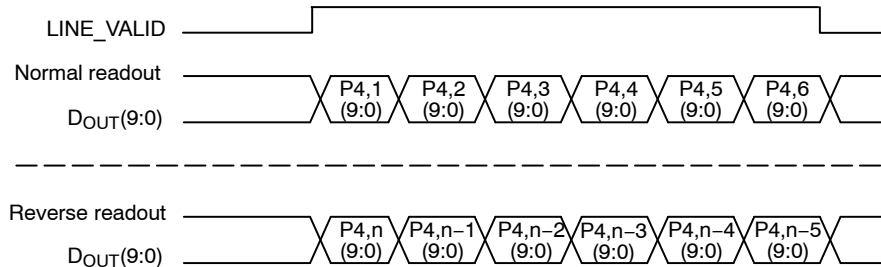 LINE_VALID
Normal readout
P4,1 P4,2 P4,3 P4,4 P4,5 P4,6
(9:0) (9:0) (9:0) (9:0) (9:0) (9:0)
DOUT(9:0)
Reverse readout
P4,n P4,n−1 P4,n−2 P4,n−3 P4,n−4 P4,n−5
(9:0) (9:0) (9:0) (9:0) (9:0) (9:0)
DOUT(9:0)